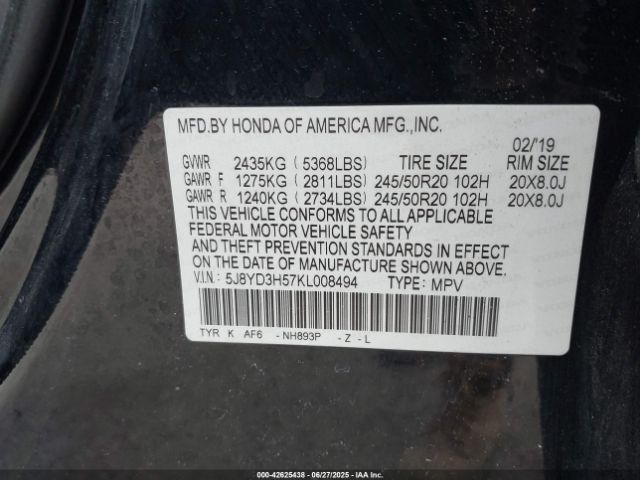 MFD.BY HONDA OF AMERICA MFG.,INC.
02/'19
GVWR 2435KG ( 5368LBS) TIRE SIZE RIM SIZE
GAWR F 1275KG ( 2811LBS) 245/50R20 102H 20X8.0J
GAWR R 1240KG ( 2734LBS) 245/50R20 102H 20X8.0J
THIS VEHICLE CONFORMS TO ALL APPLICABLE
FEDERAL MOTOR VEHICLE SAFETY
AND THEFT PREVENTION STANDARDS IN EFFECT
ON THE DATE OF MANUFACTURE SHOWN ABOVE.
V.I.N.: 5J8YD3H57KL008494 TYPE: MPV
TYR K AF6 - NH893P - Z - L
000-42625438 | 06/27/2025 | IAA Inc.